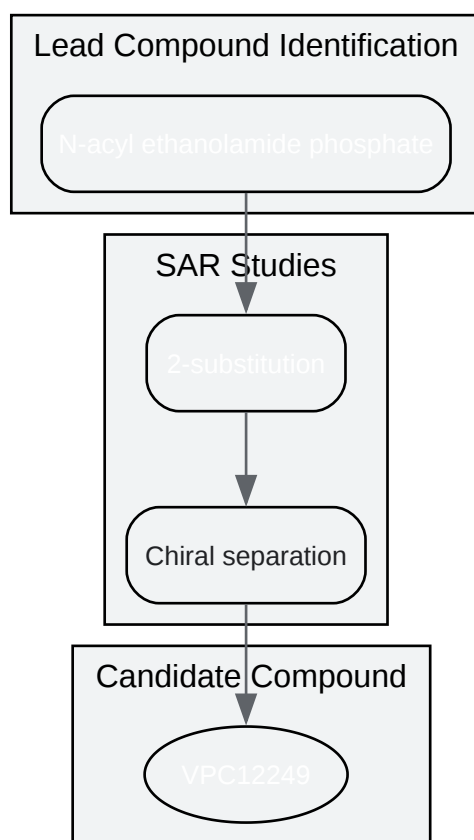 Lead Compound Identification
N-acyl ethanolamide phosphate
SAR Studies
2-substitution
Chiral separation
Candidate Compound
VPC12249